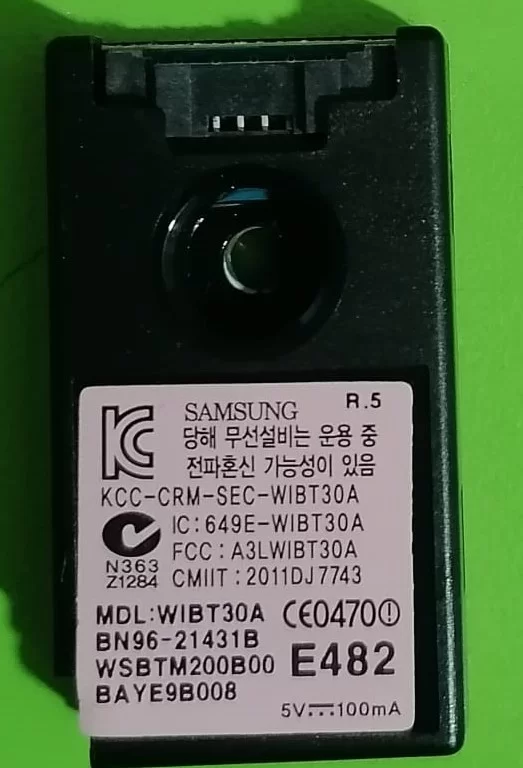 SAMSUNG R.5
당해 무선설비는 운용 중
전파혼신 가능성이 있음
KCC-CRM-SEC-WIBT30A
IC:649E-WIBT30A
FCC: A3LWIBT30A
N363
Z1284
CMIIT : 2011DJ7743
MDL:WIBT30A CE0470
BN96-21431B
WSBTM200B00 E482
BAYE9B008
5V⎓100mA